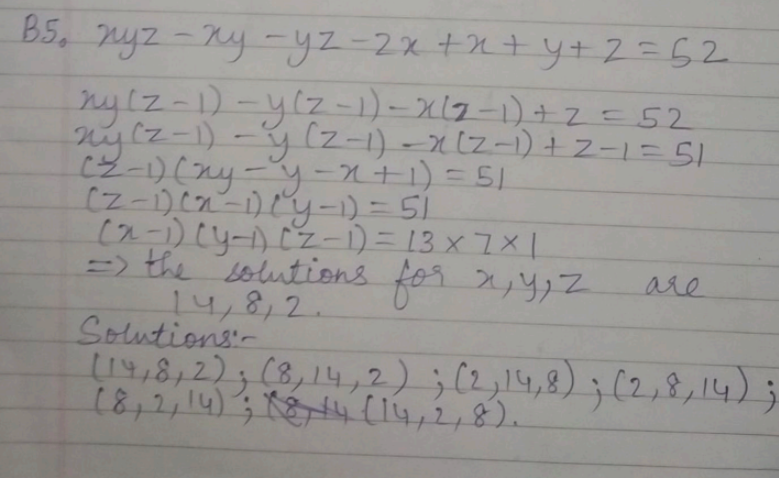 B5. xyz - xy - yz - 2x + x + y + z = 52
xy(z-1) - y(z-1) - x(z-1) + z = 52
xy(z-1) - y(z-1) - x(z-1) + z-1 = 51
(z-1)(xy - y - x + 1) = 51
(z-1)(x-1)(y-1) = 51
(x-1)(y-1)(z-1) = 13 × 7 × 1
=> the solutions for x, y, z are
14, 8, 2.
Solutions:-
(14,8,2); (8,14,2); (2,14,8); (2,8,14);
(8,2,14); (8,14 (14,2,8).